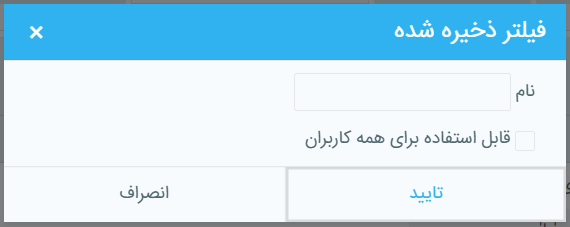 فیلتر ذخیره شده ×
نام
قابل استفاده برای همه کاربران
تایید انصراف